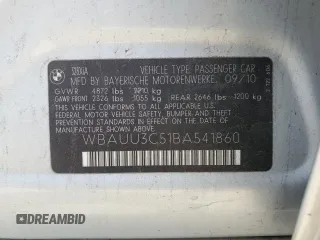 VEHICLE TYPE: PASSENGER CAR
MFD BY BAYERISCHE MOTORENWERKE. 09/10
GVWR 4872 lbs 2210 kg
GAWR FRONT 2326 lbs 1055 kg REAR 2646 lbs 1200 kg
THIS VEHICLE CONFORMS TO ALL APPLICABLE
FEDERAL MOTOR VEHICLE SAFETY, BUMPER, AND THEFT
PREVENTION STANDARDS IN EFFECT ON THE DATE OF
MANUFACTURE SHOWN ABOVE.
WBAUU3C51BA541860
DREAMBID